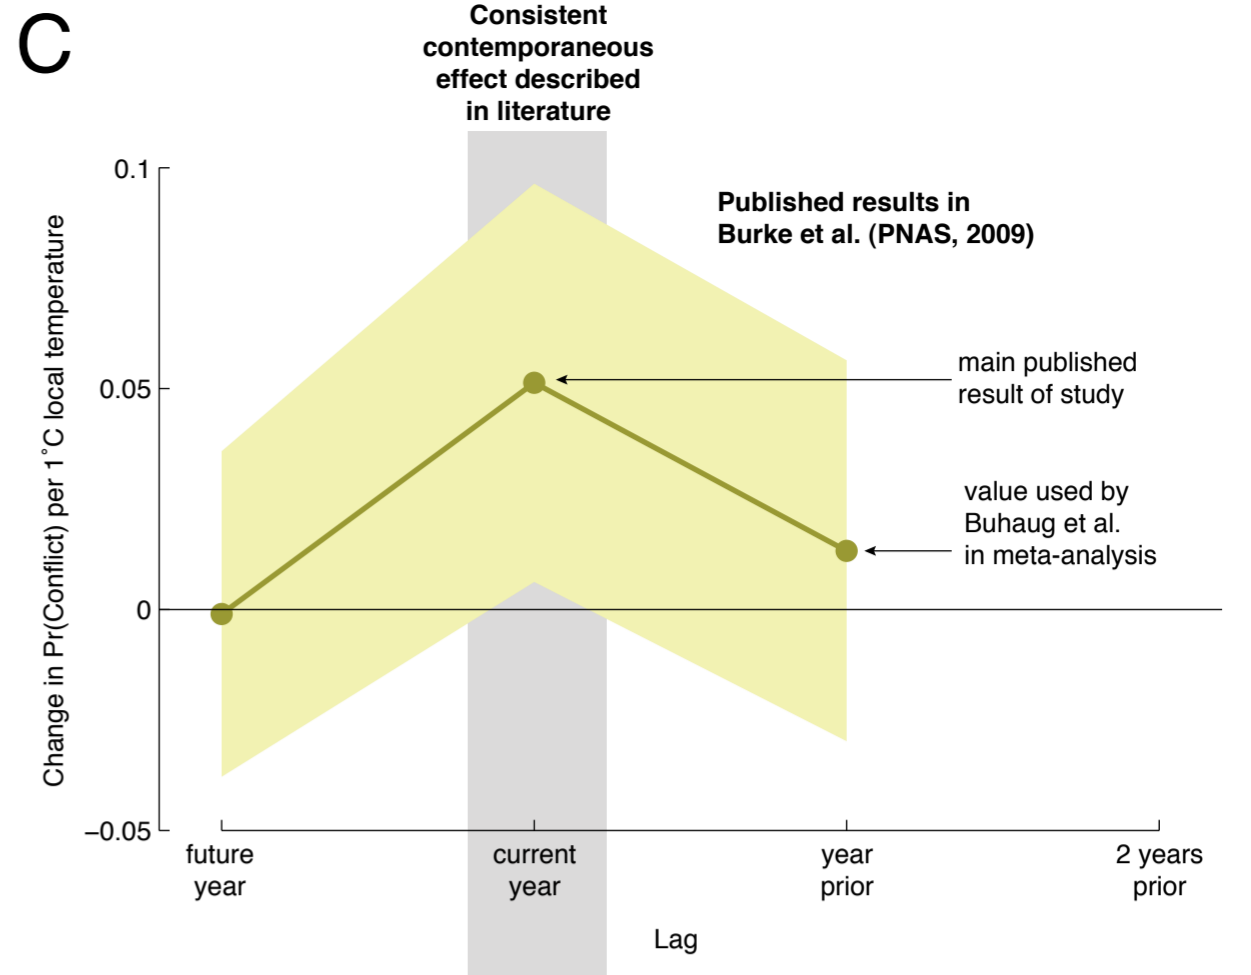 C
Consistent
contemporaneous
effect described
in literature
0.1
0.05
0
−0.05
Change in Pr(Conflict) per 1˚C local temperature
Published results in
Burke et al. (PNAS, 2009)
main published
result of study
value used by
Buhaug et al.
in meta-analysis
future
year
current
year
year
prior
2 years
prior
Lag